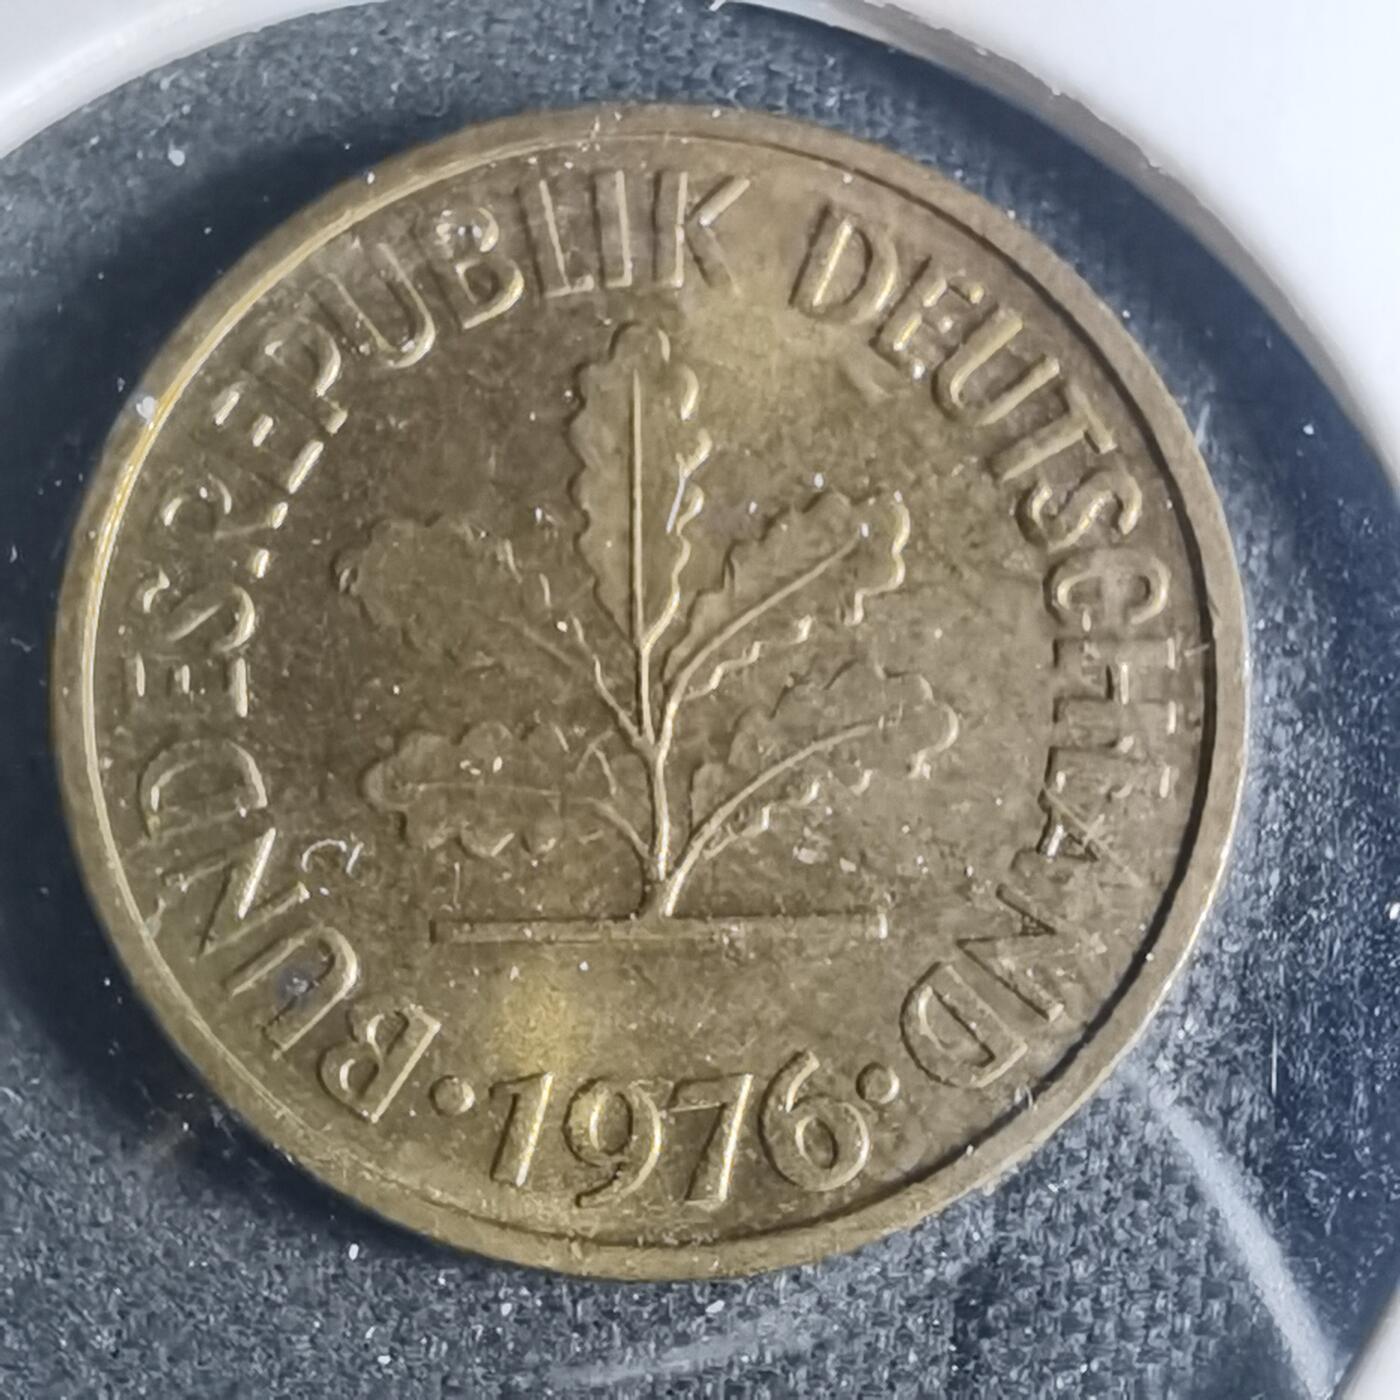 BUNDESREPUBLIK DEUTSCHLAND
·1976·